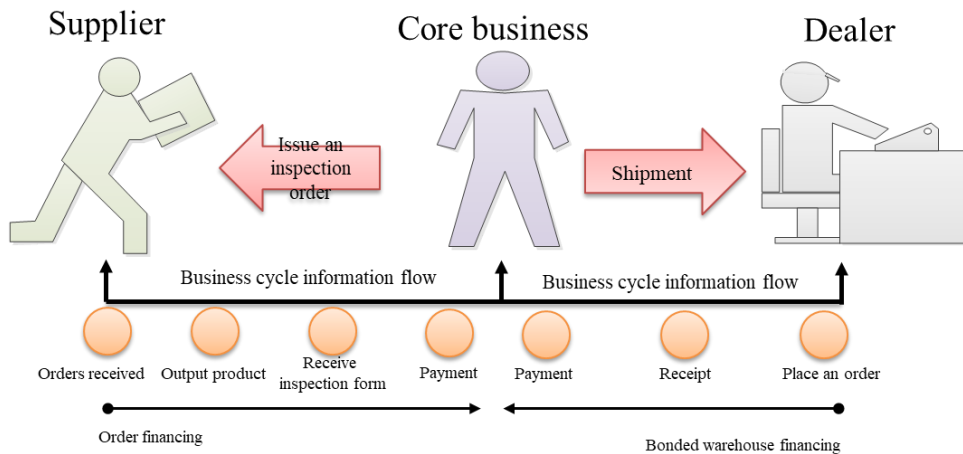 Supplier
Core business
Dealer
Issue an
inspection
order
Shipment
Business cycle information flow
Business cycle information flow
Orders received
Output product
Receive
inspection form
Payment
Payment
Receipt
Place an order
Order financing
Bonded warehouse financing